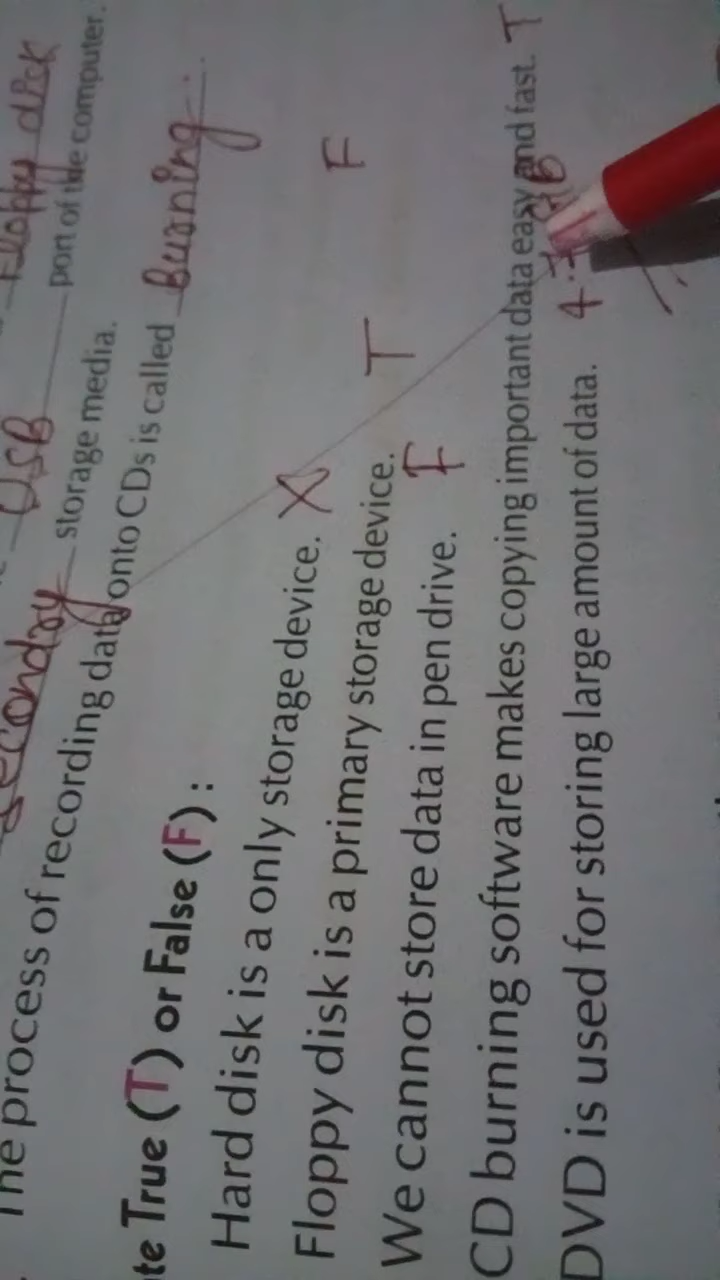 Floppy disk
USB part of the computer.
Secondary storage media.
The process of recording data onto CDs is called Burning
te True (T) or False (F) :
Hard disk is a only storage device. X F
Floppy disk is a primary storage device. T
We cannot store data in pen drive. F
CD burning software makes copying important data easy and fast. T
DVD is used for storing large amount of data. 4.7 GB